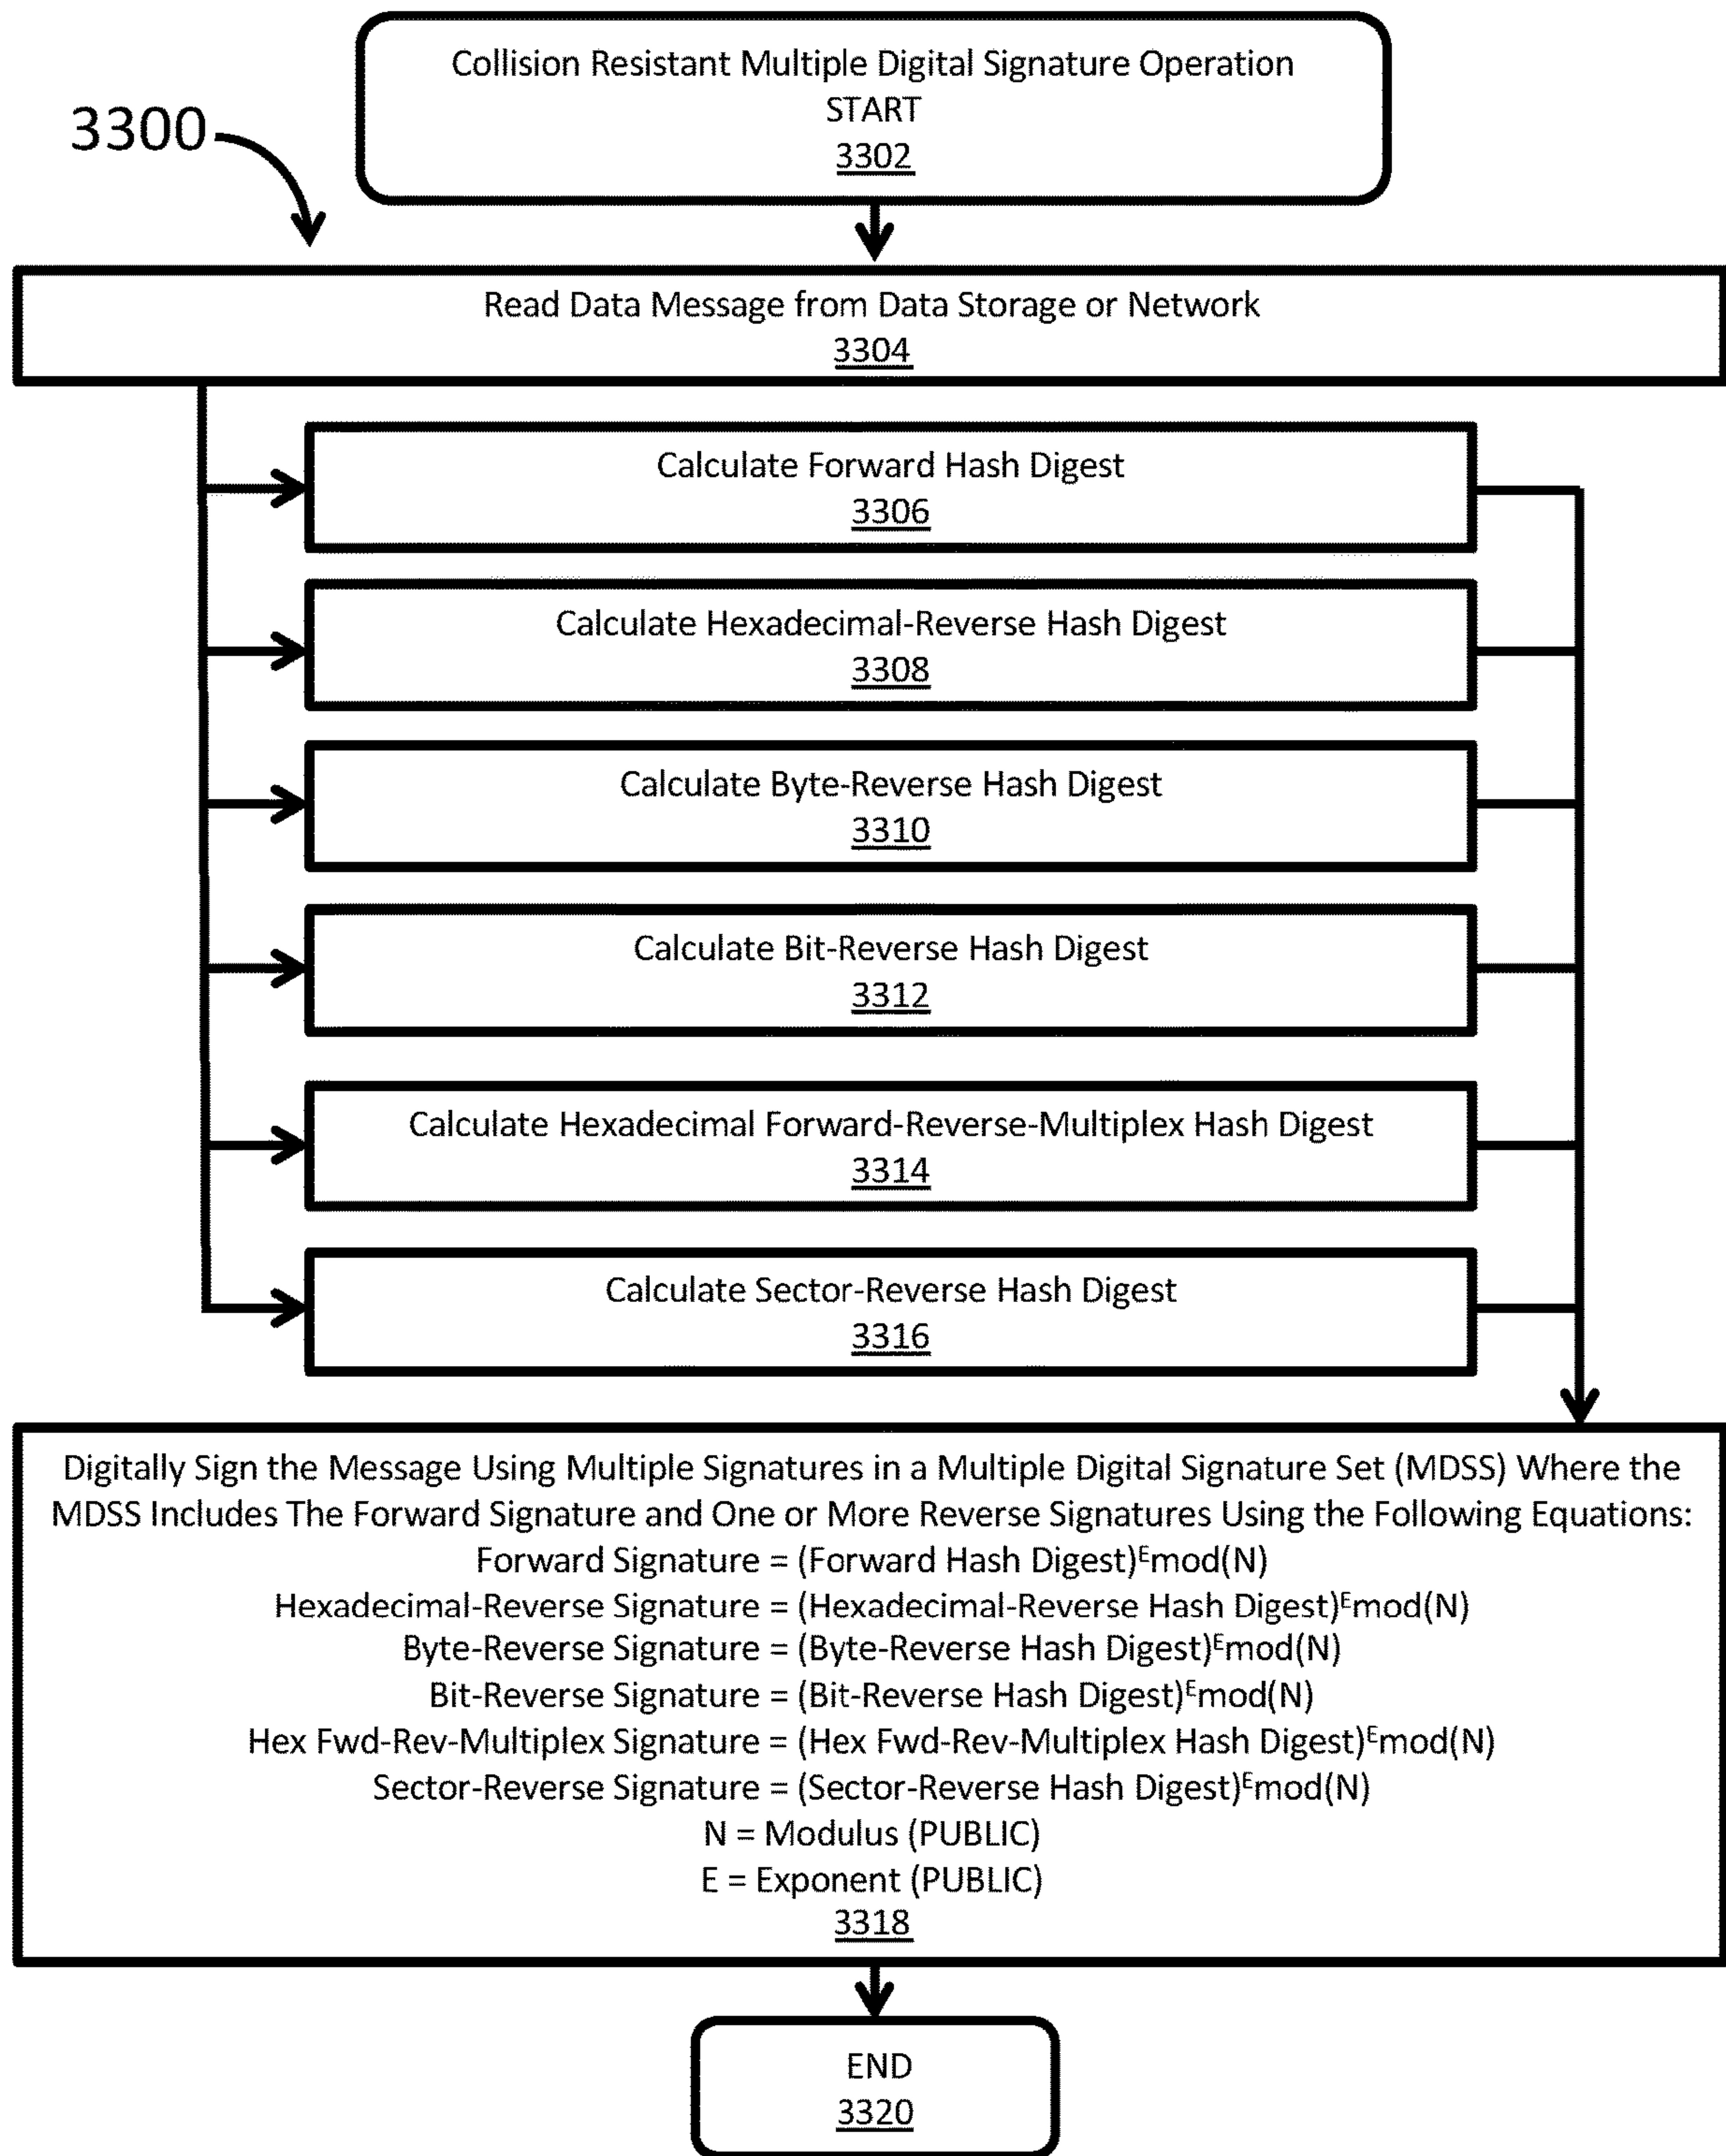 Collision Resistant Multiple Digital Signature Operation
START
3302
3300
Read Data Message from Data Storage or Network
3304
Calculate Forward Hash Digest
3306
Calculate Hexadecimal-Reverse Hash Digest
3308
Calculate Byte-Reverse Hash Digest
3310
Calculate Bit-Reverse Hash Digest
3312
Calculate Hexadecimal Forward-Reverse-Multiplex Hash Digest
3314
Calculate Sector-Reverse Hash Digest
3316
Digitally Sign the Message Using Multiple Signatures in a Multiple Digital Signature Set (MDSS) Where the
MDSS Includes The Forward Signature and One or More Reverse Signatures Using the Following Equations:
Forward Signature = (Forward Hash Digest)ᴱmod(N)
Hexadecimal-Reverse Signature = (Hexadecimal-Reverse Hash Digest)ᴱmod(N)
Byte-Reverse Signature = (Byte-Reverse Hash Digest)ᴱmod(N)
Bit-Reverse Signature = (Bit-Reverse Hash Digest)ᴱmod(N)
Hex Fwd-Rev-Multiplex Signature = (Hex Fwd-Rev-Multiplex Hash Digest)ᴱmod(N)
Sector-Reverse Signature = (Sector-Reverse Hash Digest)ᴱmod(N)
N = Modulus (PUBLIC)
E = Exponent (PUBLIC)
3318
END
3320